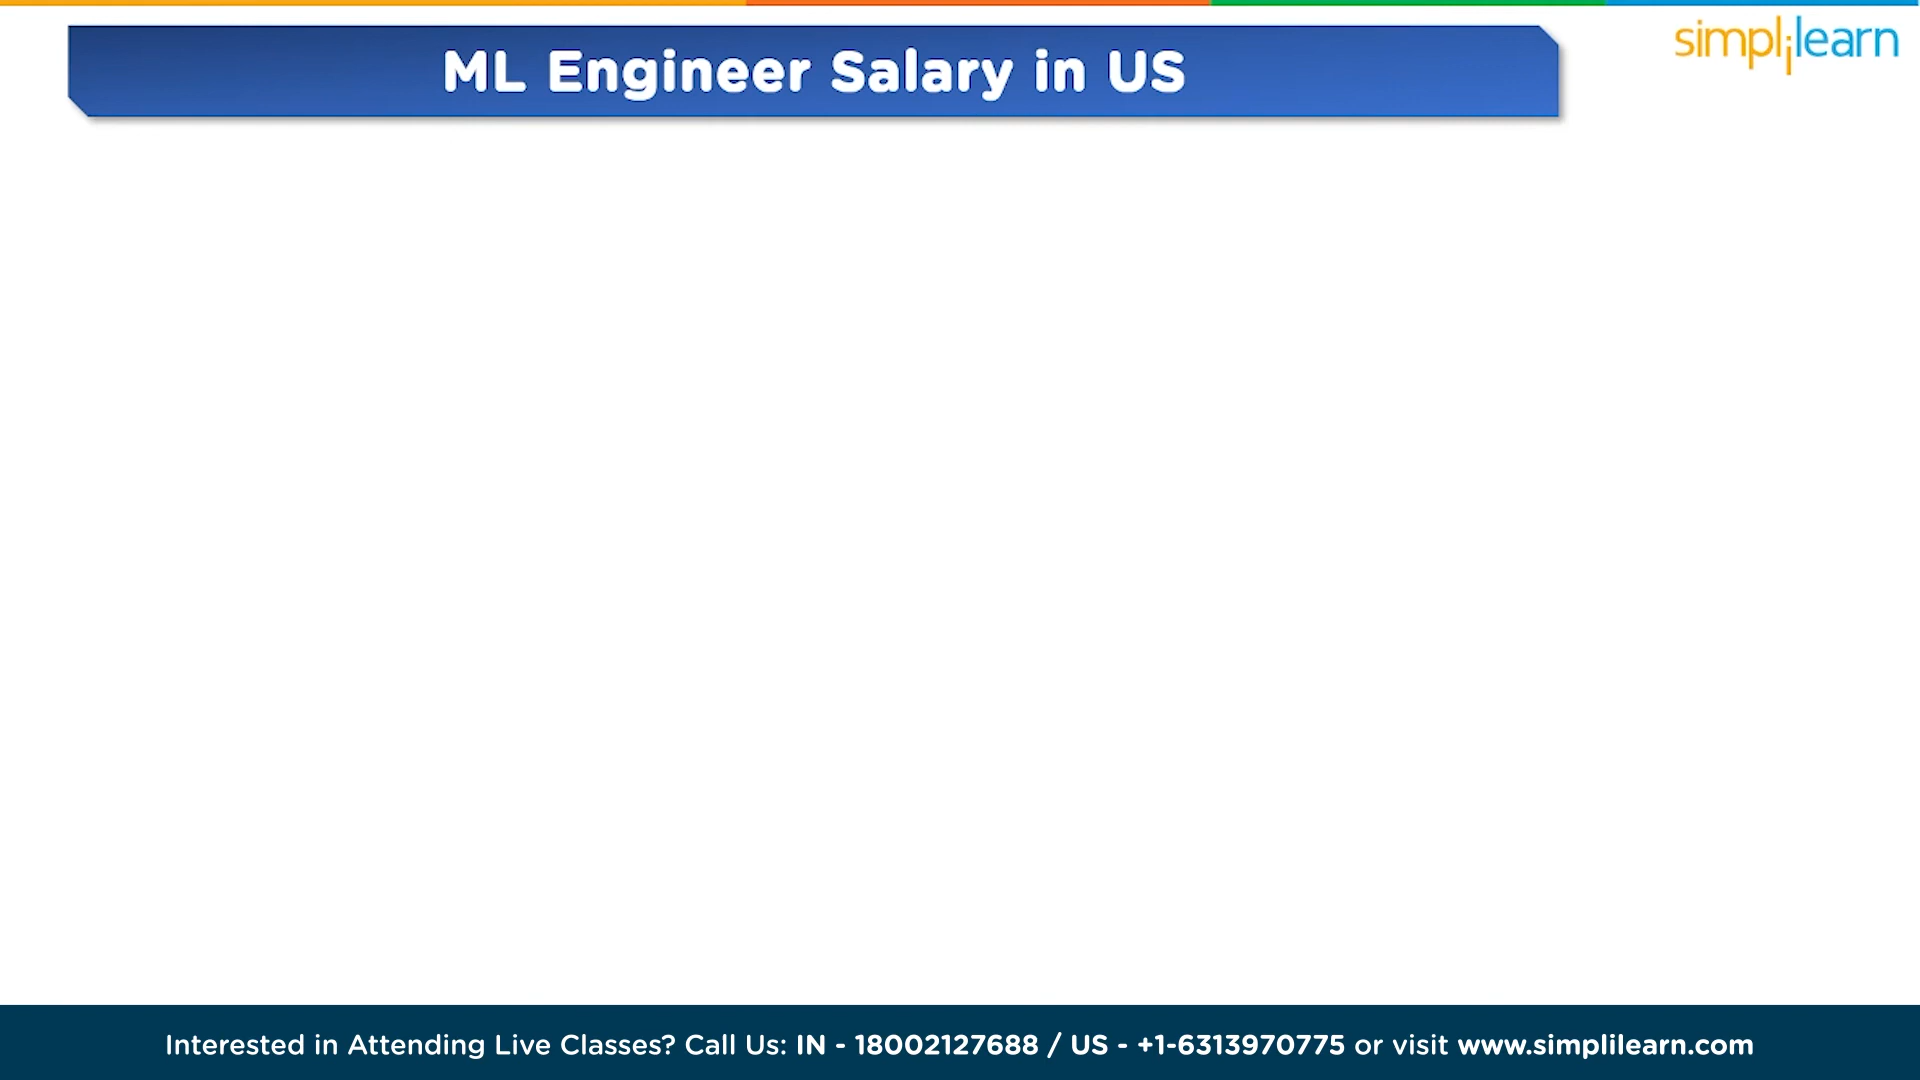 ML Engineer Salary in US
simplilearn
Interested in Attending Live Classes? Call Us: IN - 18002127688 / US - +1-6313970775 or visit www.simplilearn.com